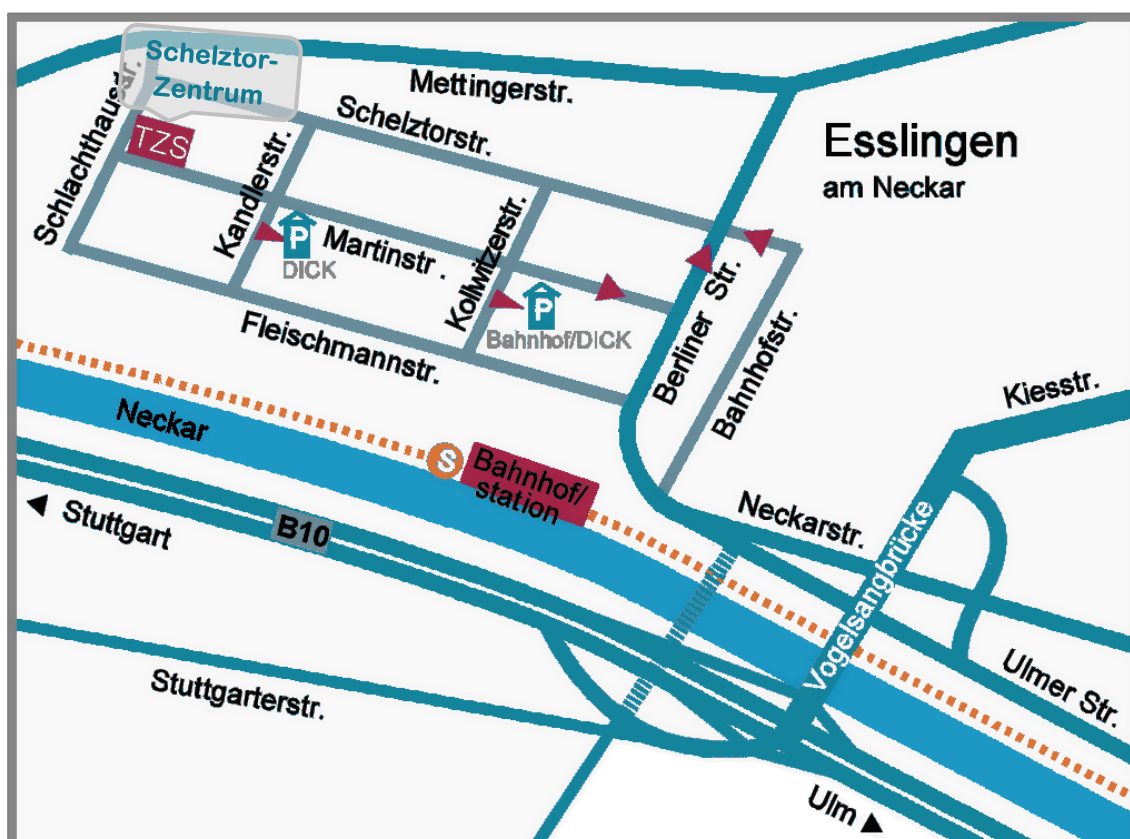 Schelztor-
Zentrum
Mettingerstr.
Schelztorstr.
Esslingen
am Neckar
TZS
Schlachthausstr.
Kandlerstr.
Kollwitzerstr.
P
DICK
Martinstr.
P
Bahnhof/DICK
Berliner Str.
Bahnhofstr.
Fleischmannstr.
Kiesstr.
Neckar
S
Bahnhof/
station
Neckarstr.
Stuttgart
B10
Vogelsangbrücke
Ulmer Str.
Stuttgarterstr.
Ulm